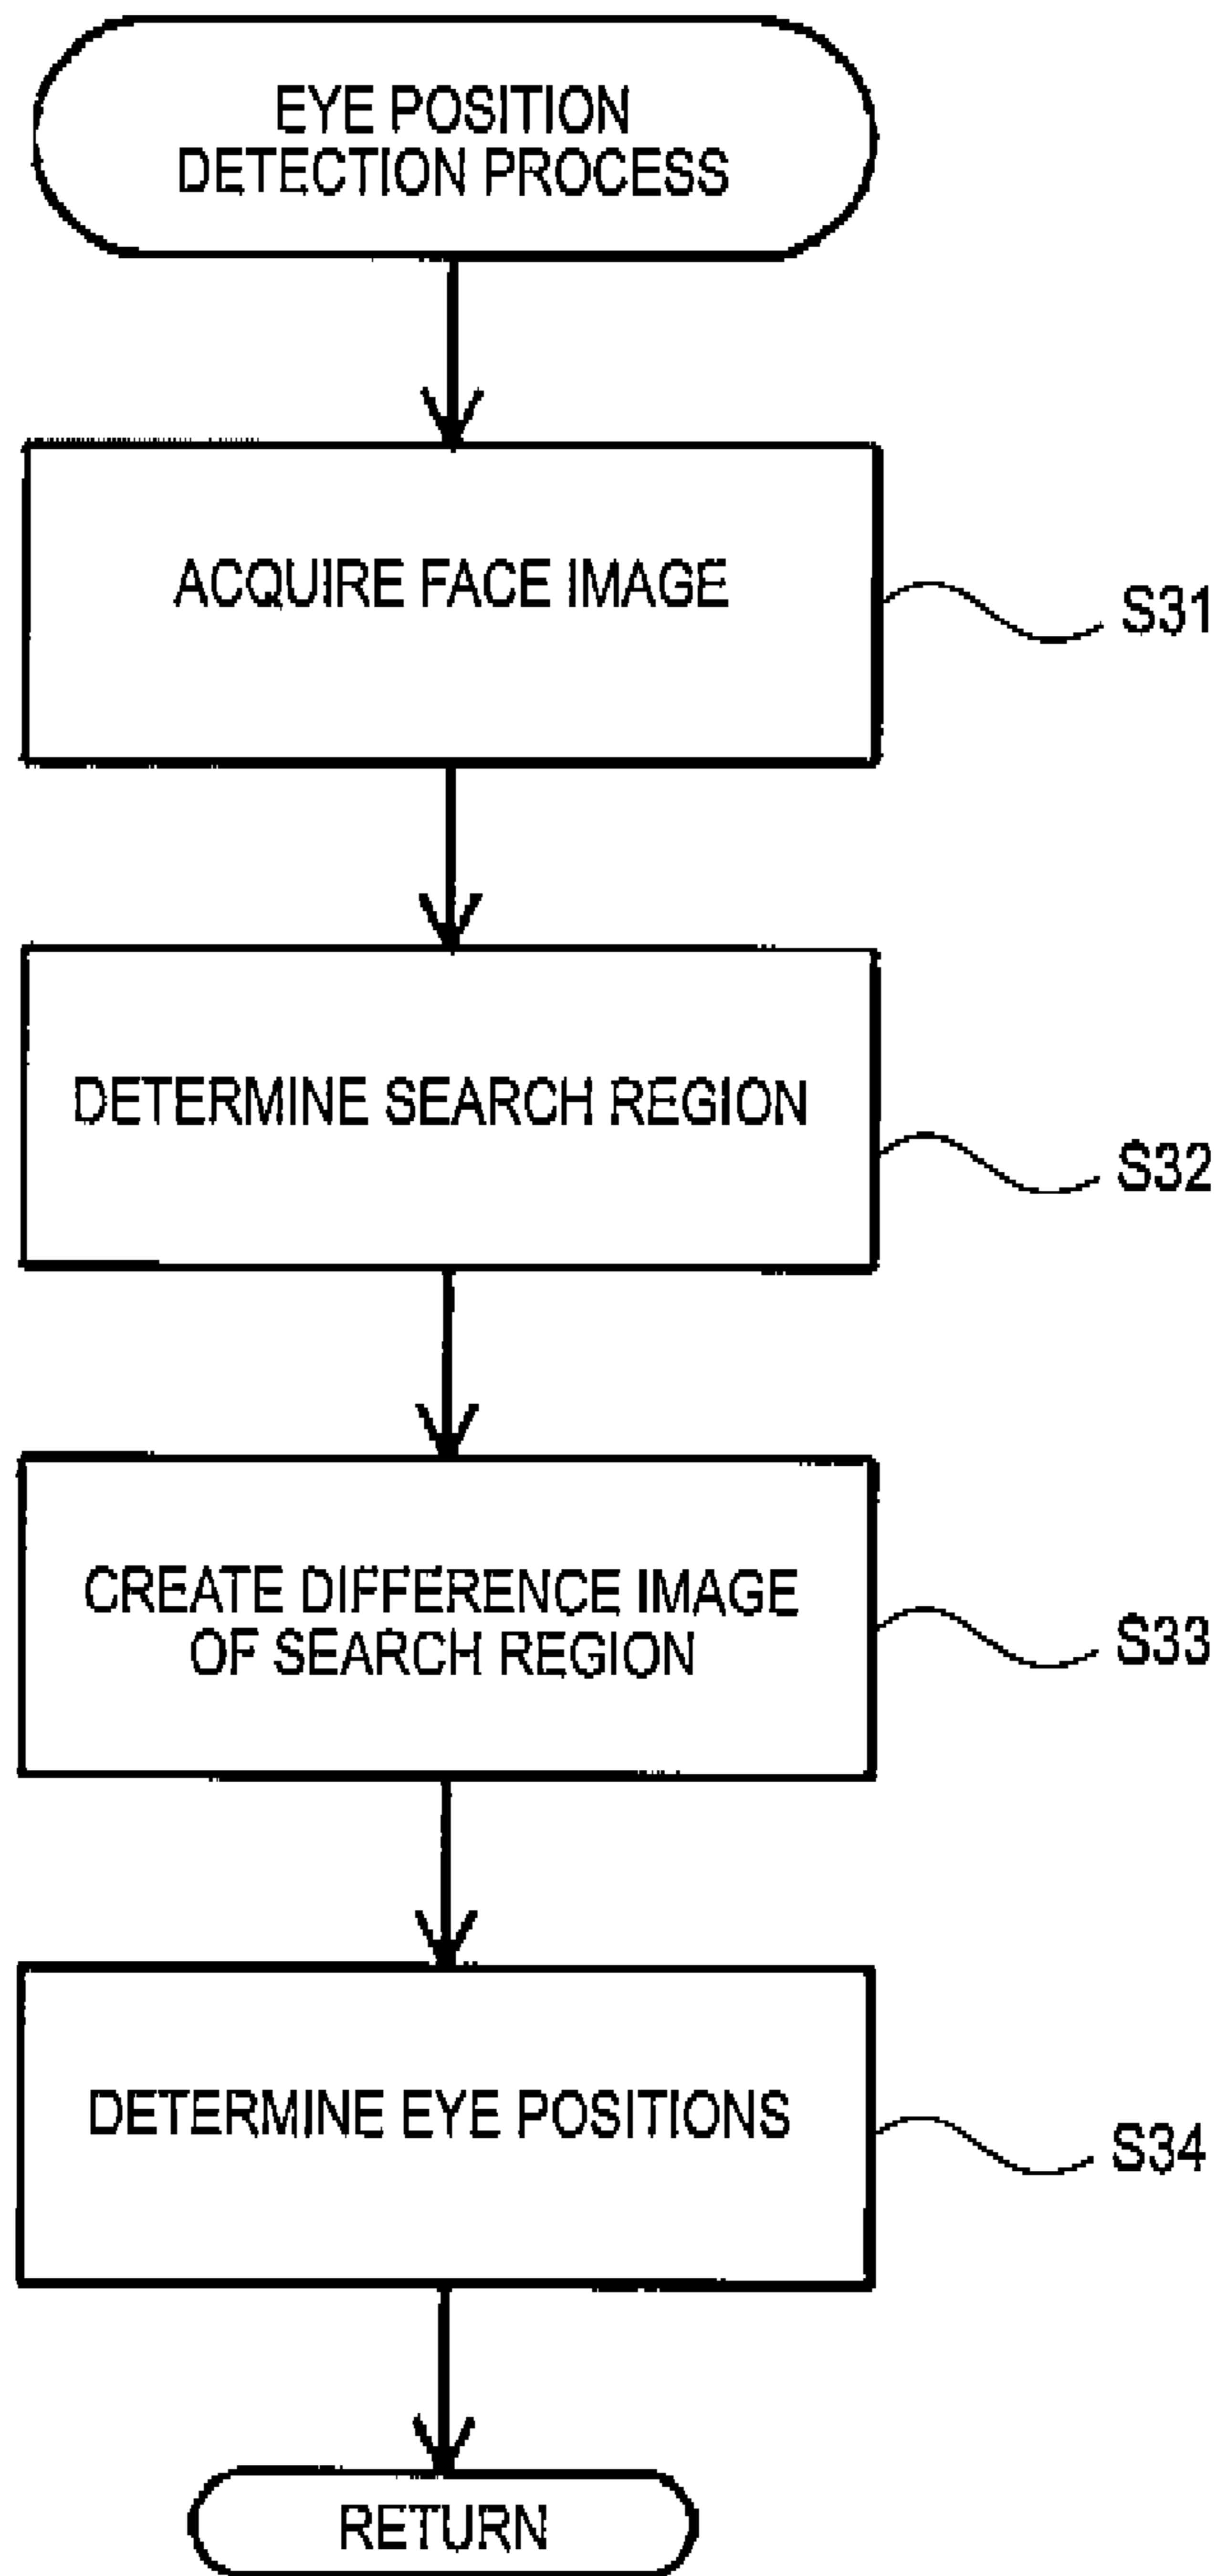 EYE POSITION
DETECTION PROCESS
ACQUIRE FACE IMAGE
S31
DETERMINE SEARCH REGION
S32
CREATE DIFFERENCE IMAGE
OF SEARCH REGION
S33
DETERMINE EYE POSITIONS
S34
RETURN